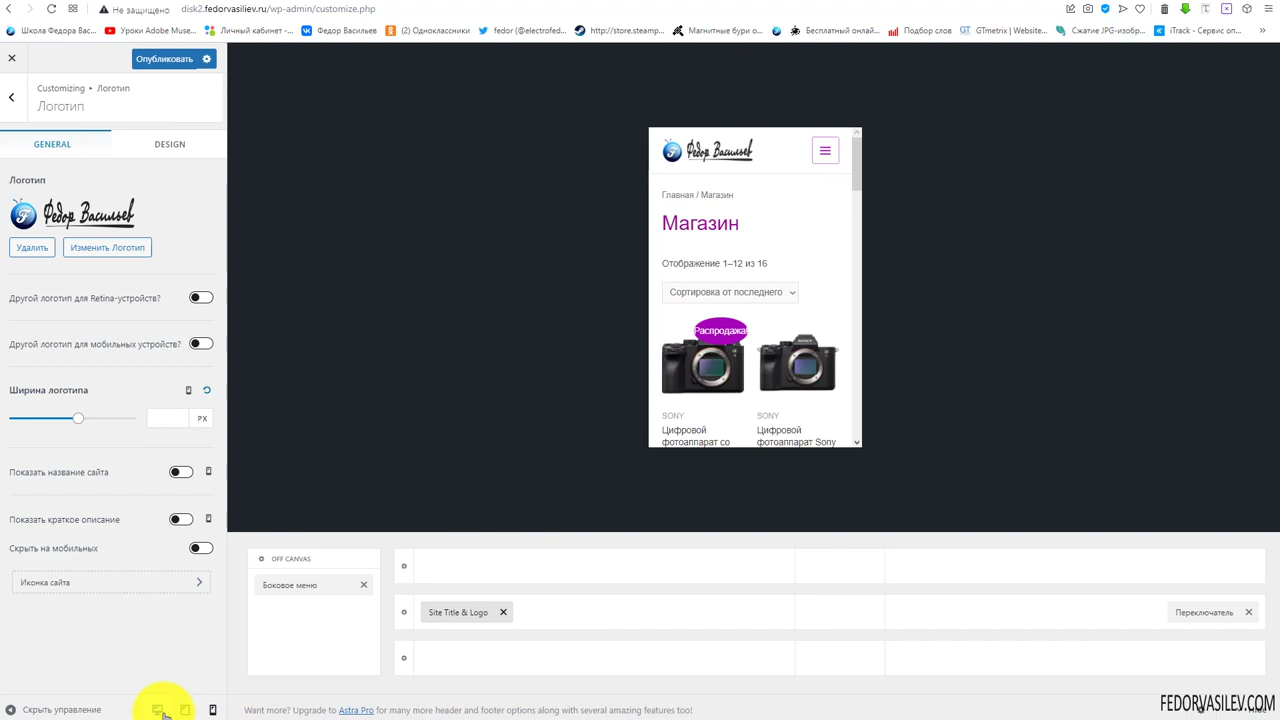 Не защищено
disk2.fedorvasiliev.ru/wp-admin/customize.php
Школа Федора Вас...
Уроки Adobe Muse...
Личный кабинет -...
Федор Васильев
(2) Одноклассники
fedor (@electrofed...
http://store.steamp...
Магнитные бури о...
Бесплатный онлай...
Подбор слов
GTmetrix | Website...
Сжатие JPG-изобр...
iTrack - Сервис оп...
Опубликовать
Customizing ▸ Логотип
Логотип
GENERAL
DESIGN
Логотип
Федор Васильев
Удалить
Изменить Логотип
Другой логотип для Retina-устройств?
Другой логотип для мобильных устройств?
Ширина логотипа
PX
Показать название сайта
Показать краткое описание
Скрыть на мобильных
Иконка сайта
Скрыть управление
Федор Васильев
Главная / Магазин
Магазин
Отображение 1–12 из 16
Сортировка от последнего
Распродажа!
SONY
Цифровой
фотоаппарат со
SONY
Цифровой
фотоаппарат Sony
OFF CANVAS
Боковое меню
Site Title & Logo
Переключатель
Want more? Upgrade to Astra Pro for many more header and footer options along with several amazing features too!
FEDORVASILEV.COM